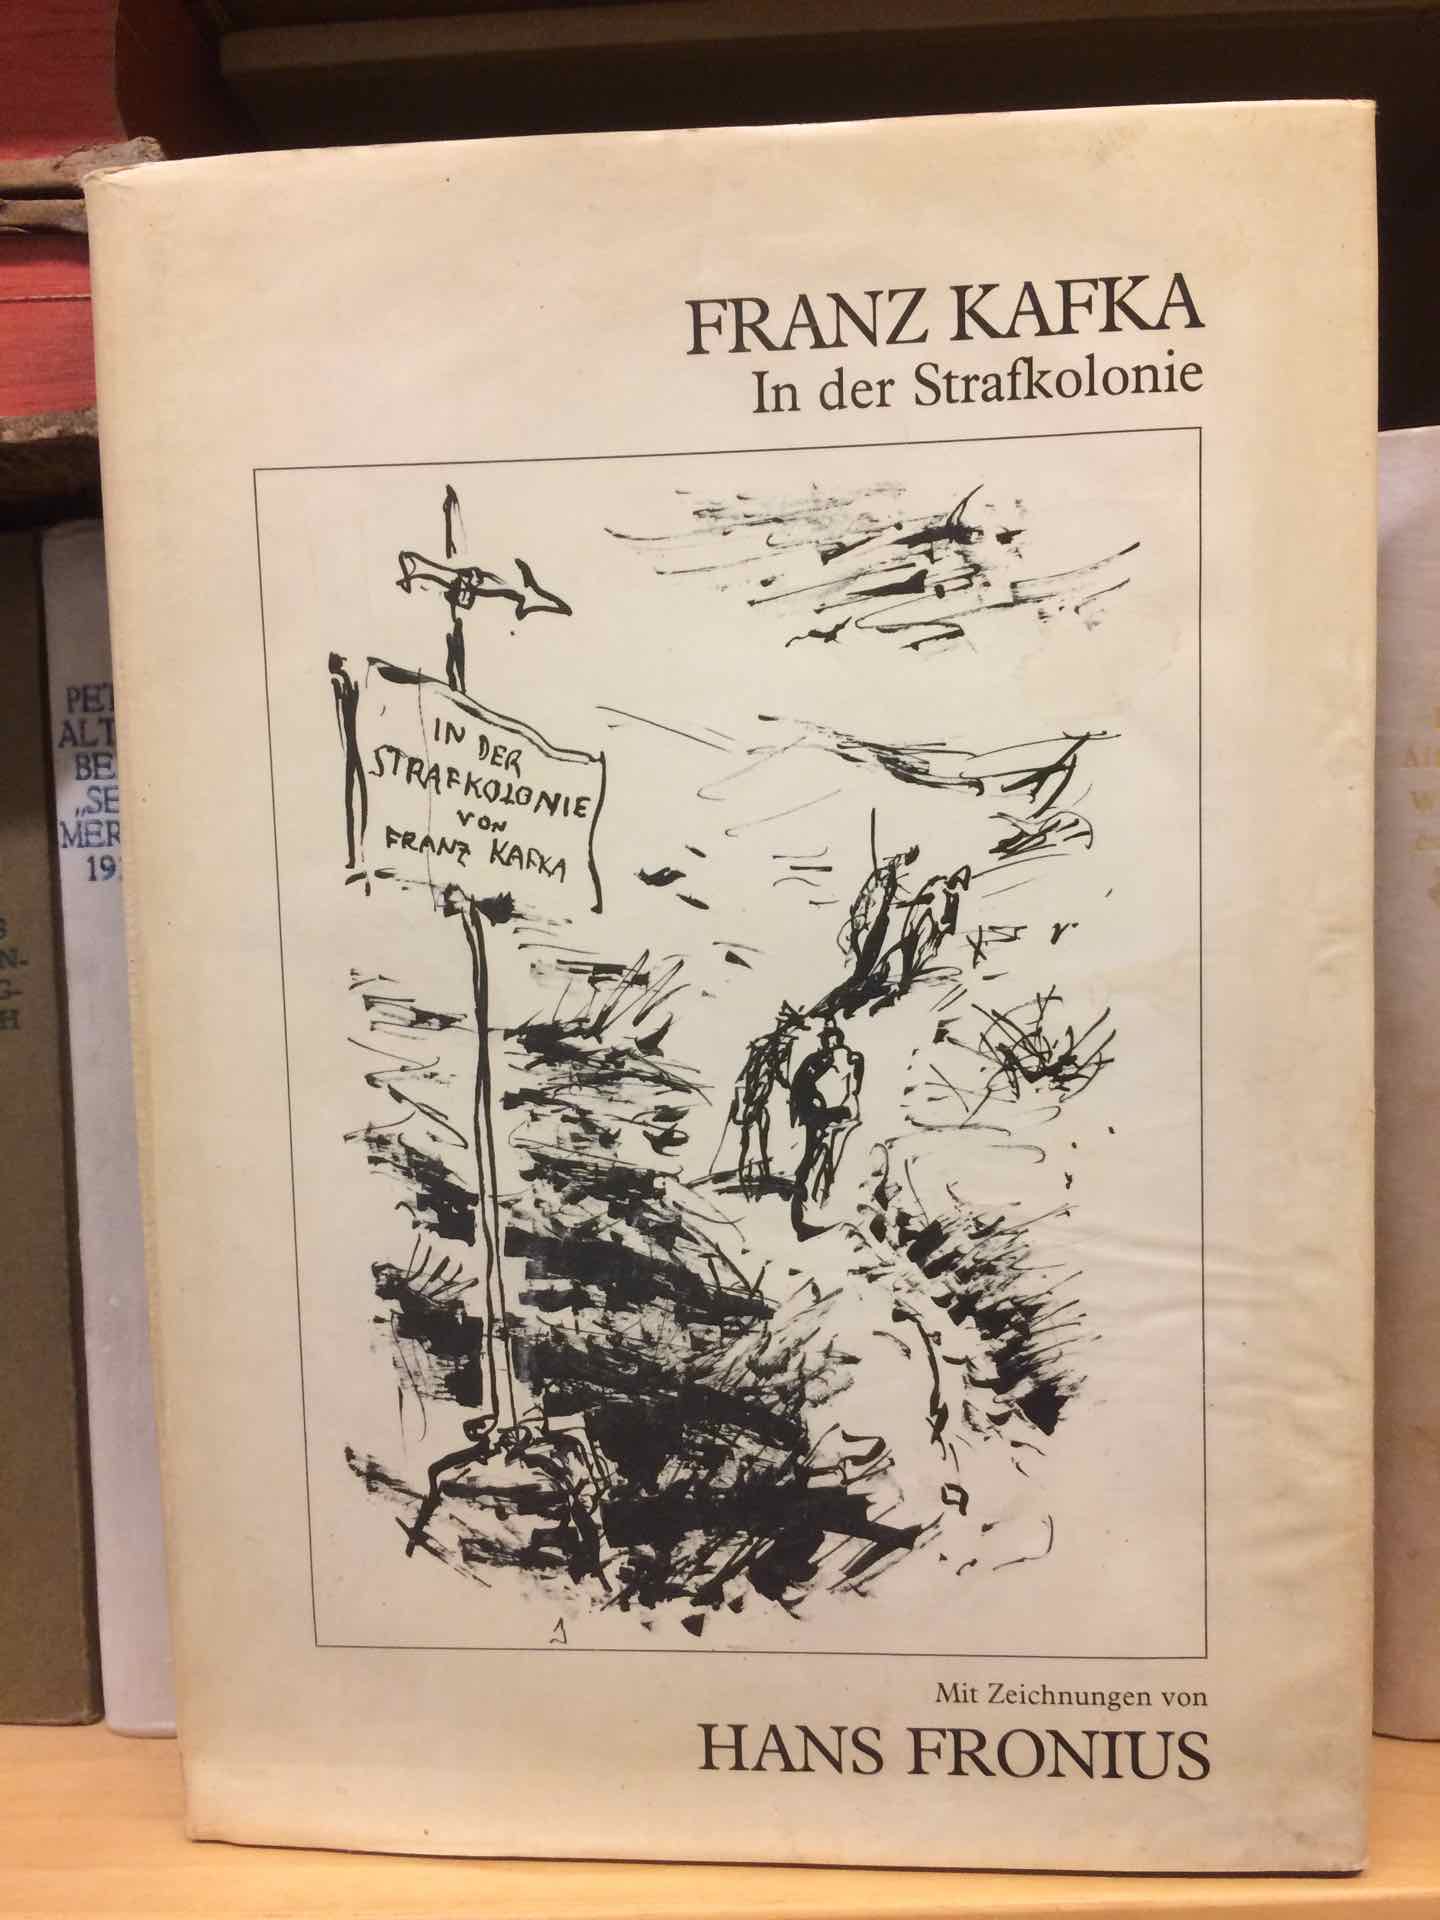 FRANZ KAFKA
In der Strafkolonie
IN DER
STRAFKOLONIE
VON
FRANZ KAFKA
Mit Zeichnungen von
HANS FRONIUS